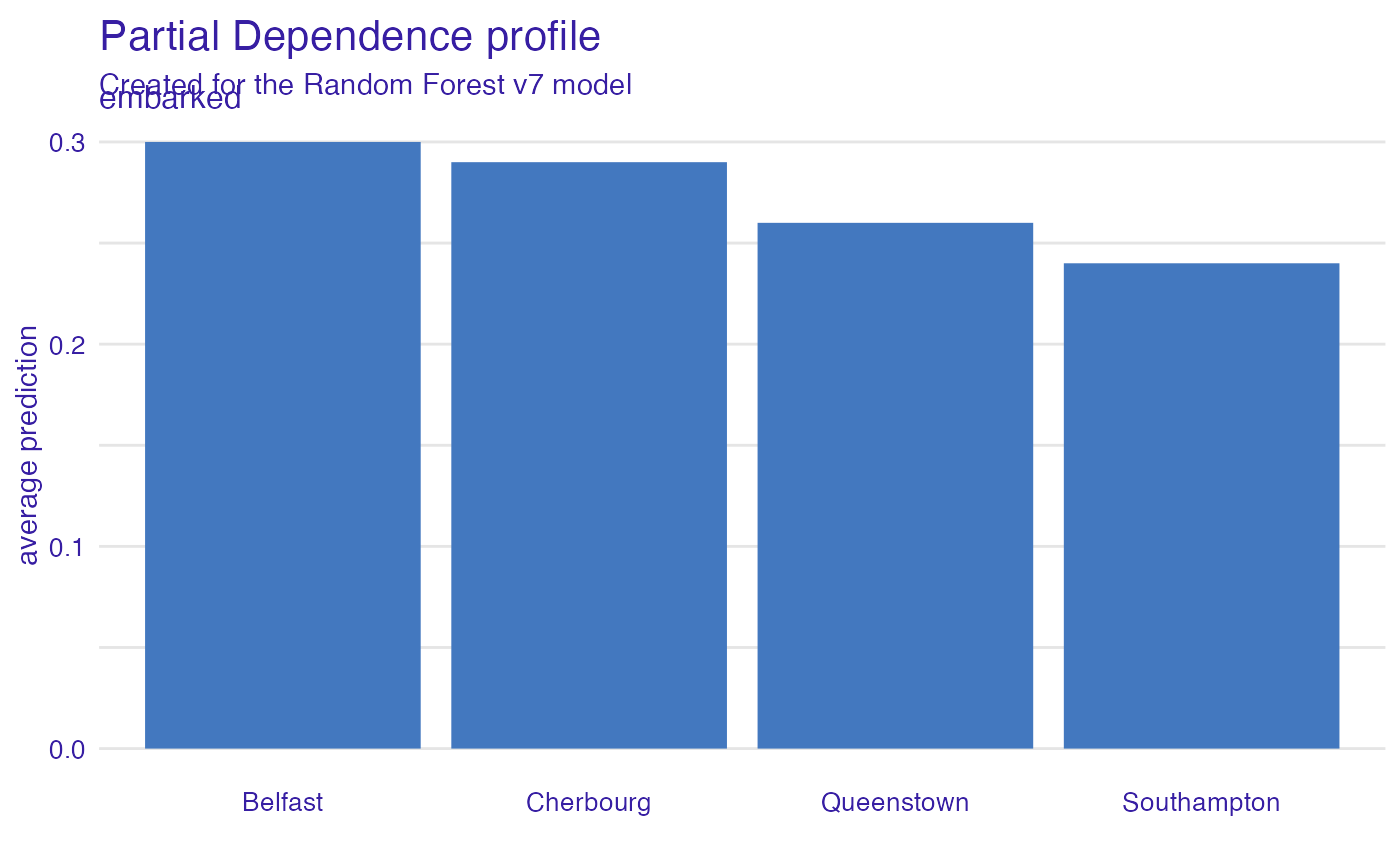 Partial Dependence profile
Created for the Random Forest v7 model
embarked
average prediction
0.3
0.2
0.1
0.0
Belfast Cherbourg Queenstown Southampton